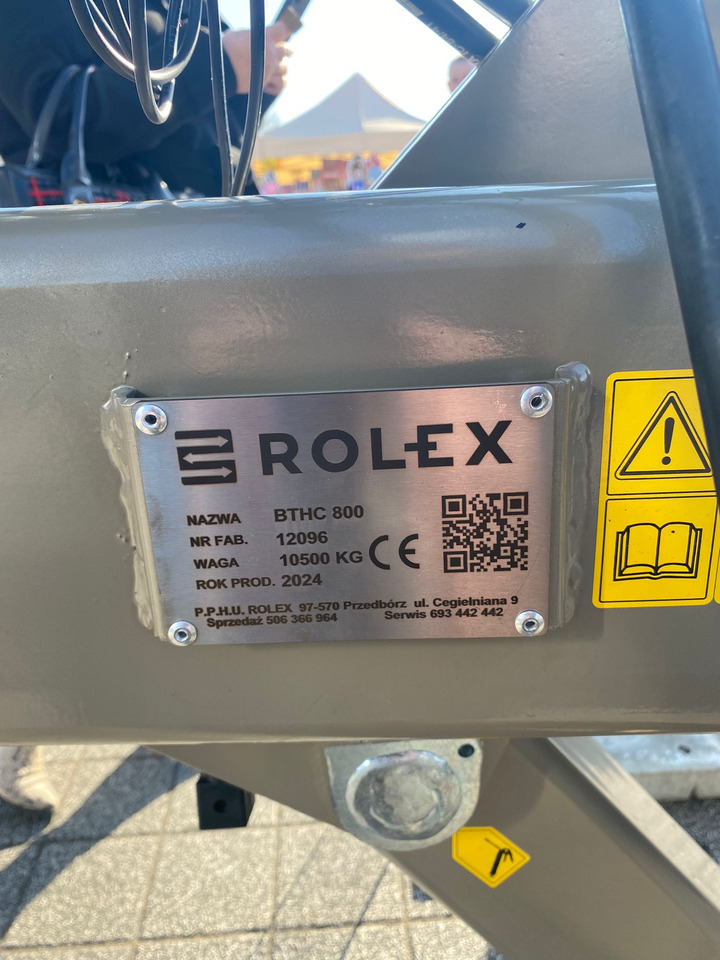 ROLEX
NAZWA BTHC 800
NR FAB. 12096
WAGA 10500 KG CE
ROK PROD. 2024
P.P.H.U. ROLEX 97-570 Przedbórz ul. Cegielniana 9
Sprzedaż 506 366 964 Serwis 693 442 442